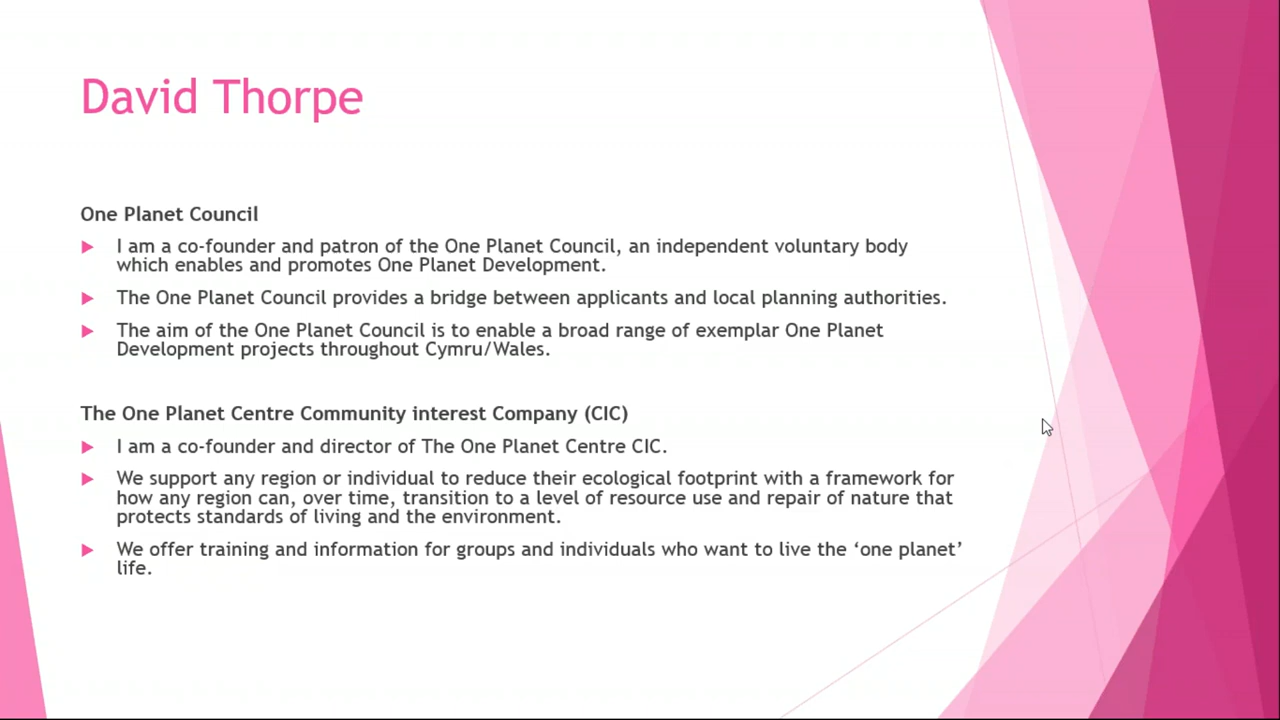 David Thorpe
One Planet Council
I am a co-founder and patron of the One Planet Council, an independent voluntary body
which enables and promotes One Planet Development.
The One Planet Council provides a bridge between applicants and local planning authorities.
The aim of the One Planet Council is to enable a broad range of exemplar One Planet
Development projects throughout Cymru/Wales.
The One Planet Centre Community interest Company (CIC)
I am a co-founder and director of The One Planet Centre CIC.
We support any region or individual to reduce their ecological footprint with a framework for
how any region can, over time, transition to a level of resource use and repair of nature that
protects standards of living and the environment.
We offer training and information for groups and individuals who want to live the ‘one planet’
life.